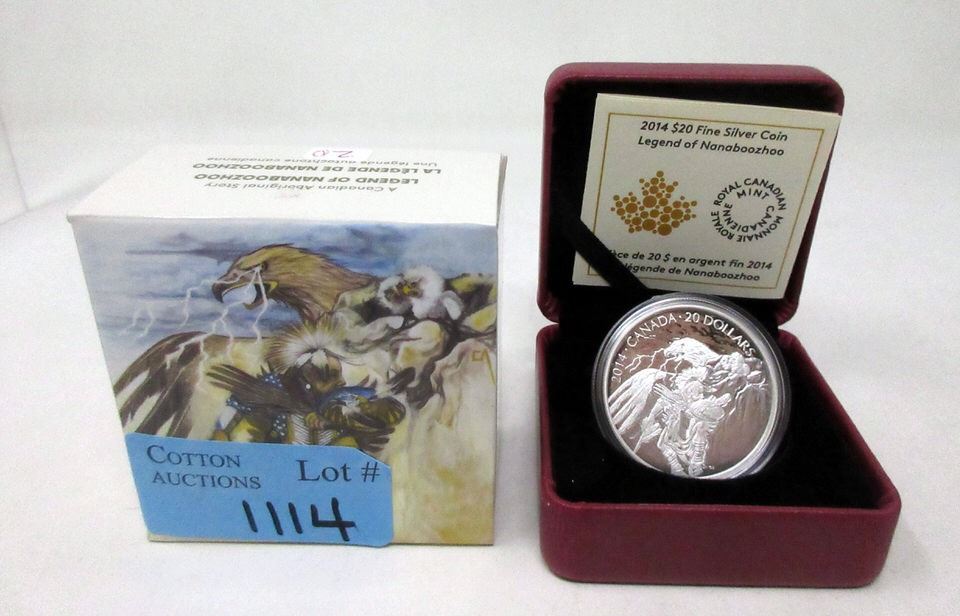 A Canadian Aboriginal Story
LEGEND OF NANABOOZHOO
LA LÉGENDE DE NANABOOZHOO
Une légende autochtone canadienne
COTTON
AUCTIONS
Lot #
1114
2014 $20 Fine Silver Coin
Legend of Nanaboozhoo
ROYAL CANADIAN MINT
MONNAIE ROYALE CANADIENNE
de 20 $ en argent fin 2014
légende de Nanaboozhoo
2014 · CANADA · 20 DOLLARS